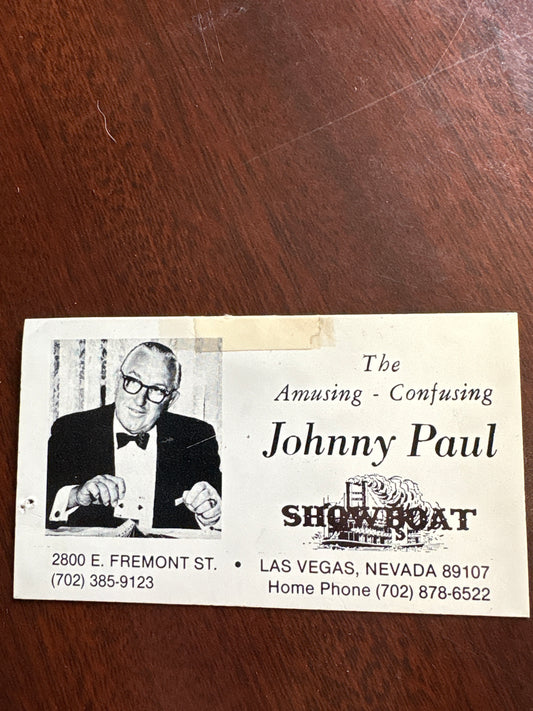 The
Amusing - Confusing
Johnny Paul
SHOWBOAT
2800 E. FREMONT ST. • LAS VEGAS, NEVADA 89107
(702) 385-9123 Home Phone (702) 878-6522